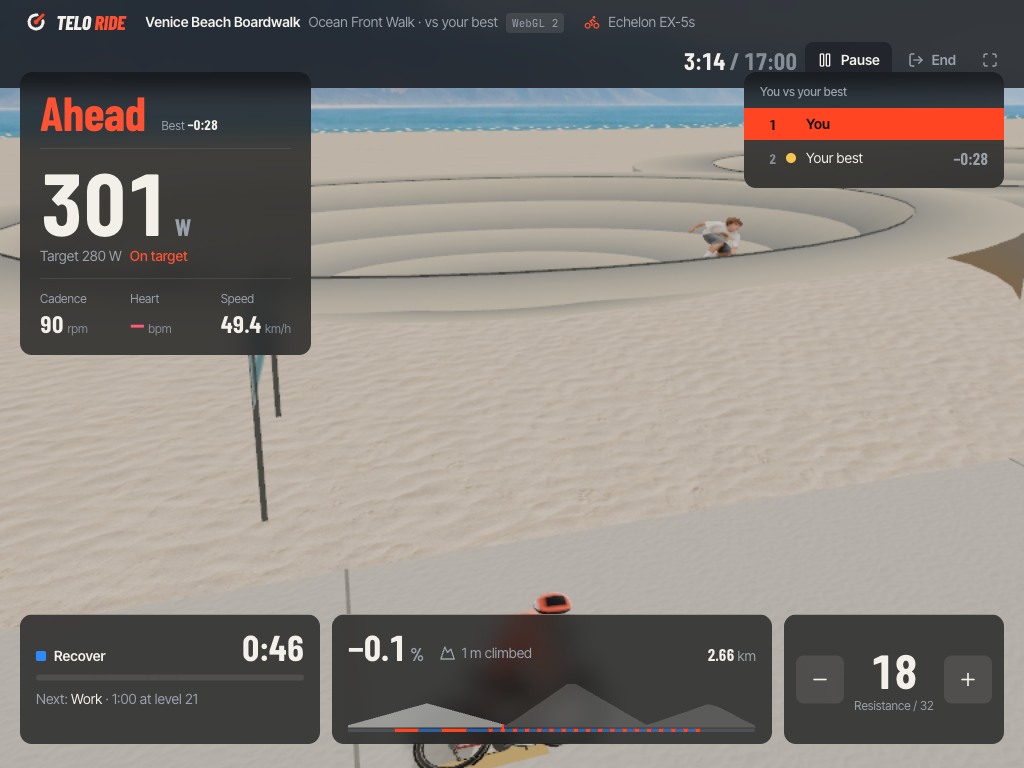 TELO RIDE Venice Beach Boardwalk Ocean Front Walk · vs your best WebGL 2 Echelon EX-5s
3:14 / 17:00 Pause End
Ahead Best −0:28
301 W
Target 280 W On target
Cadence Heart Speed
90 rpm – bpm 49.4 km/h
You vs your best
1 You
2 Your best −0:28
Recover 0:46
Next: Work · 1:00 at level 21
−0.1 % 1 m climbed 2.66 km
− 18 +
Resistance / 32